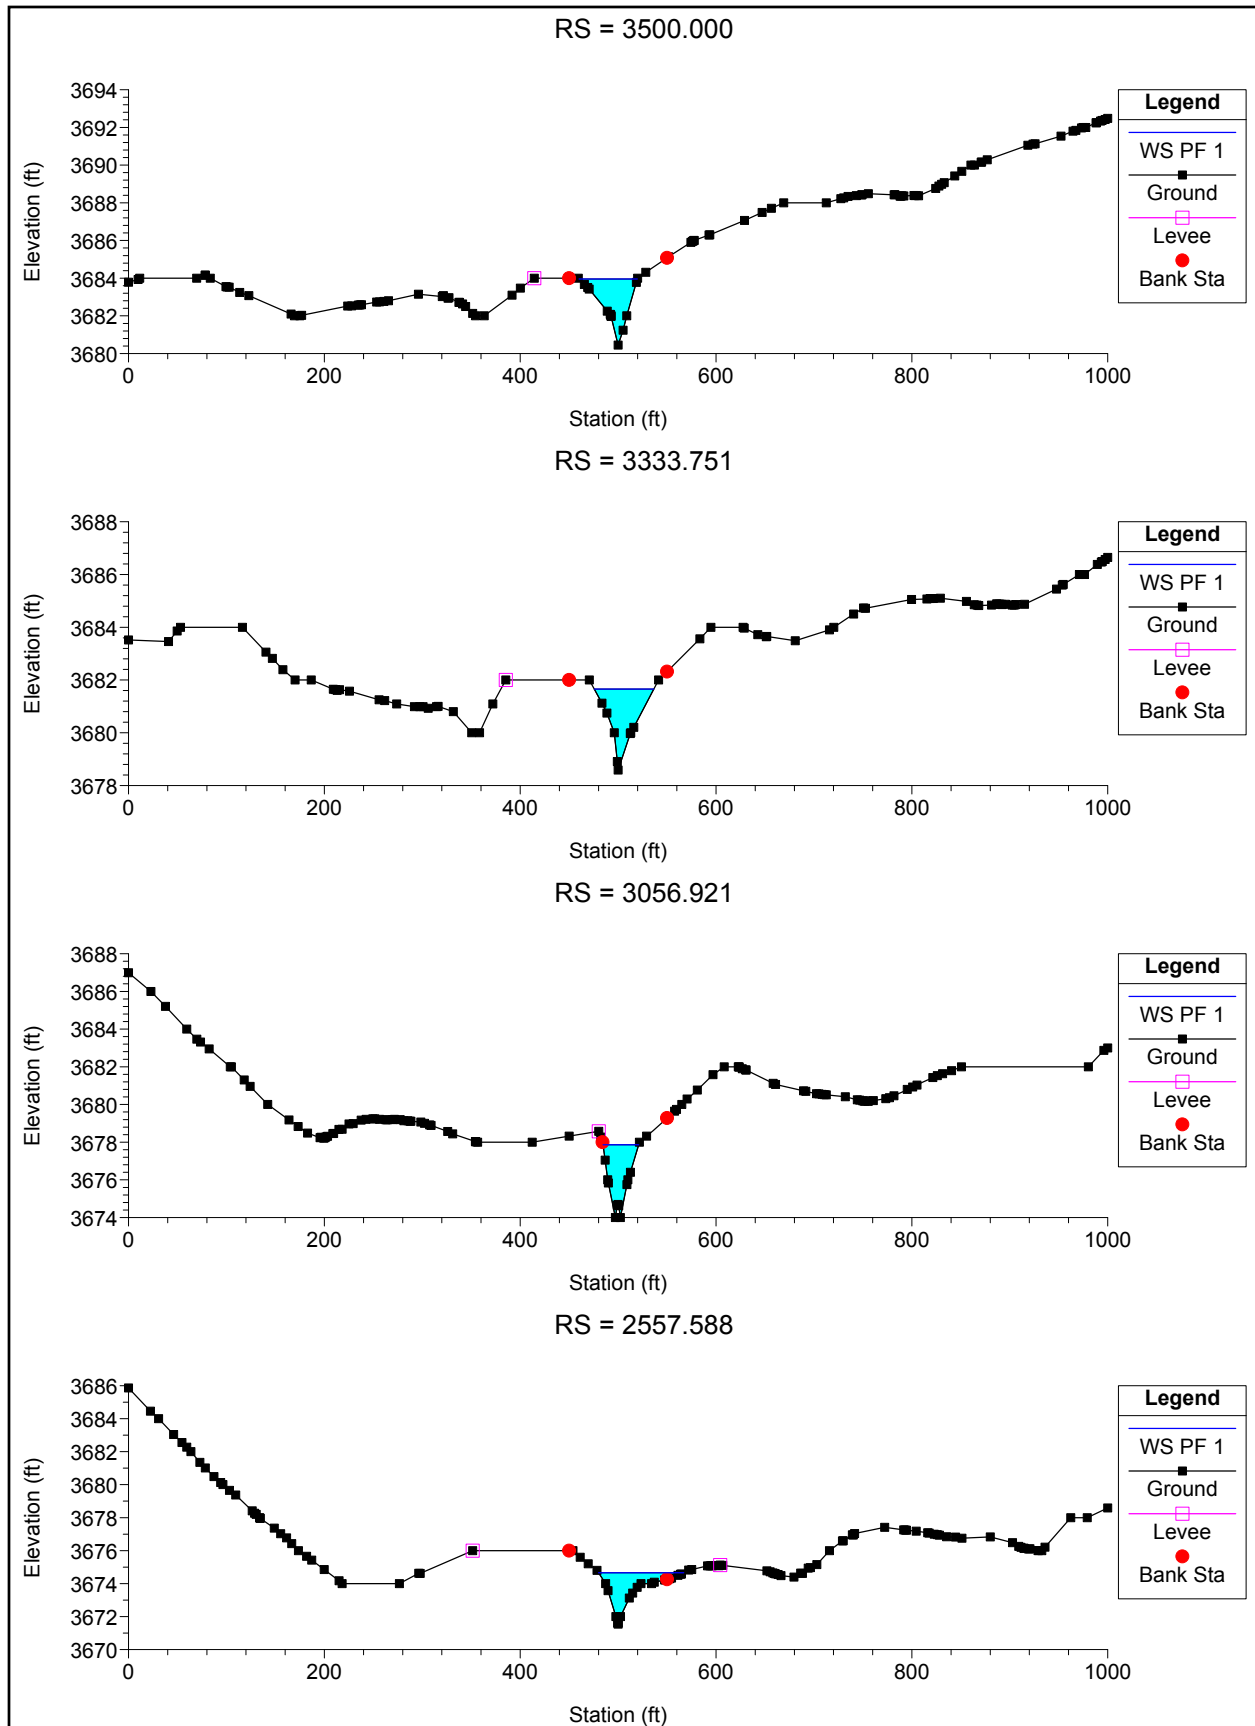 RS = 3500.000
3694
3692
3690
3688
3686
3684
3682
3680
Elevation (ft)
0 200 400 600 800 1000
Station (ft)
Legend
WS PF 1
Ground
Levee
Bank Sta
RS = 3333.751
3688
3686
3684
3682
3680
3678
Elevation (ft)
0 200 400 600 800 1000
Station (ft)
Legend
WS PF 1
Ground
Levee
Bank Sta
RS = 3056.921
3688
3686
3684
3682
3680
3678
3676
3674
Elevation (ft)
0 200 400 600 800 1000
Station (ft)
Legend
WS PF 1
Ground
Levee
Bank Sta
RS = 2557.588
3686
3684
3682
3680
3678
3676
3674
3672
3670
Elevation (ft)
0 200 400 600 800 1000
Station (ft)
Legend
WS PF 1
Ground
Levee
Bank Sta